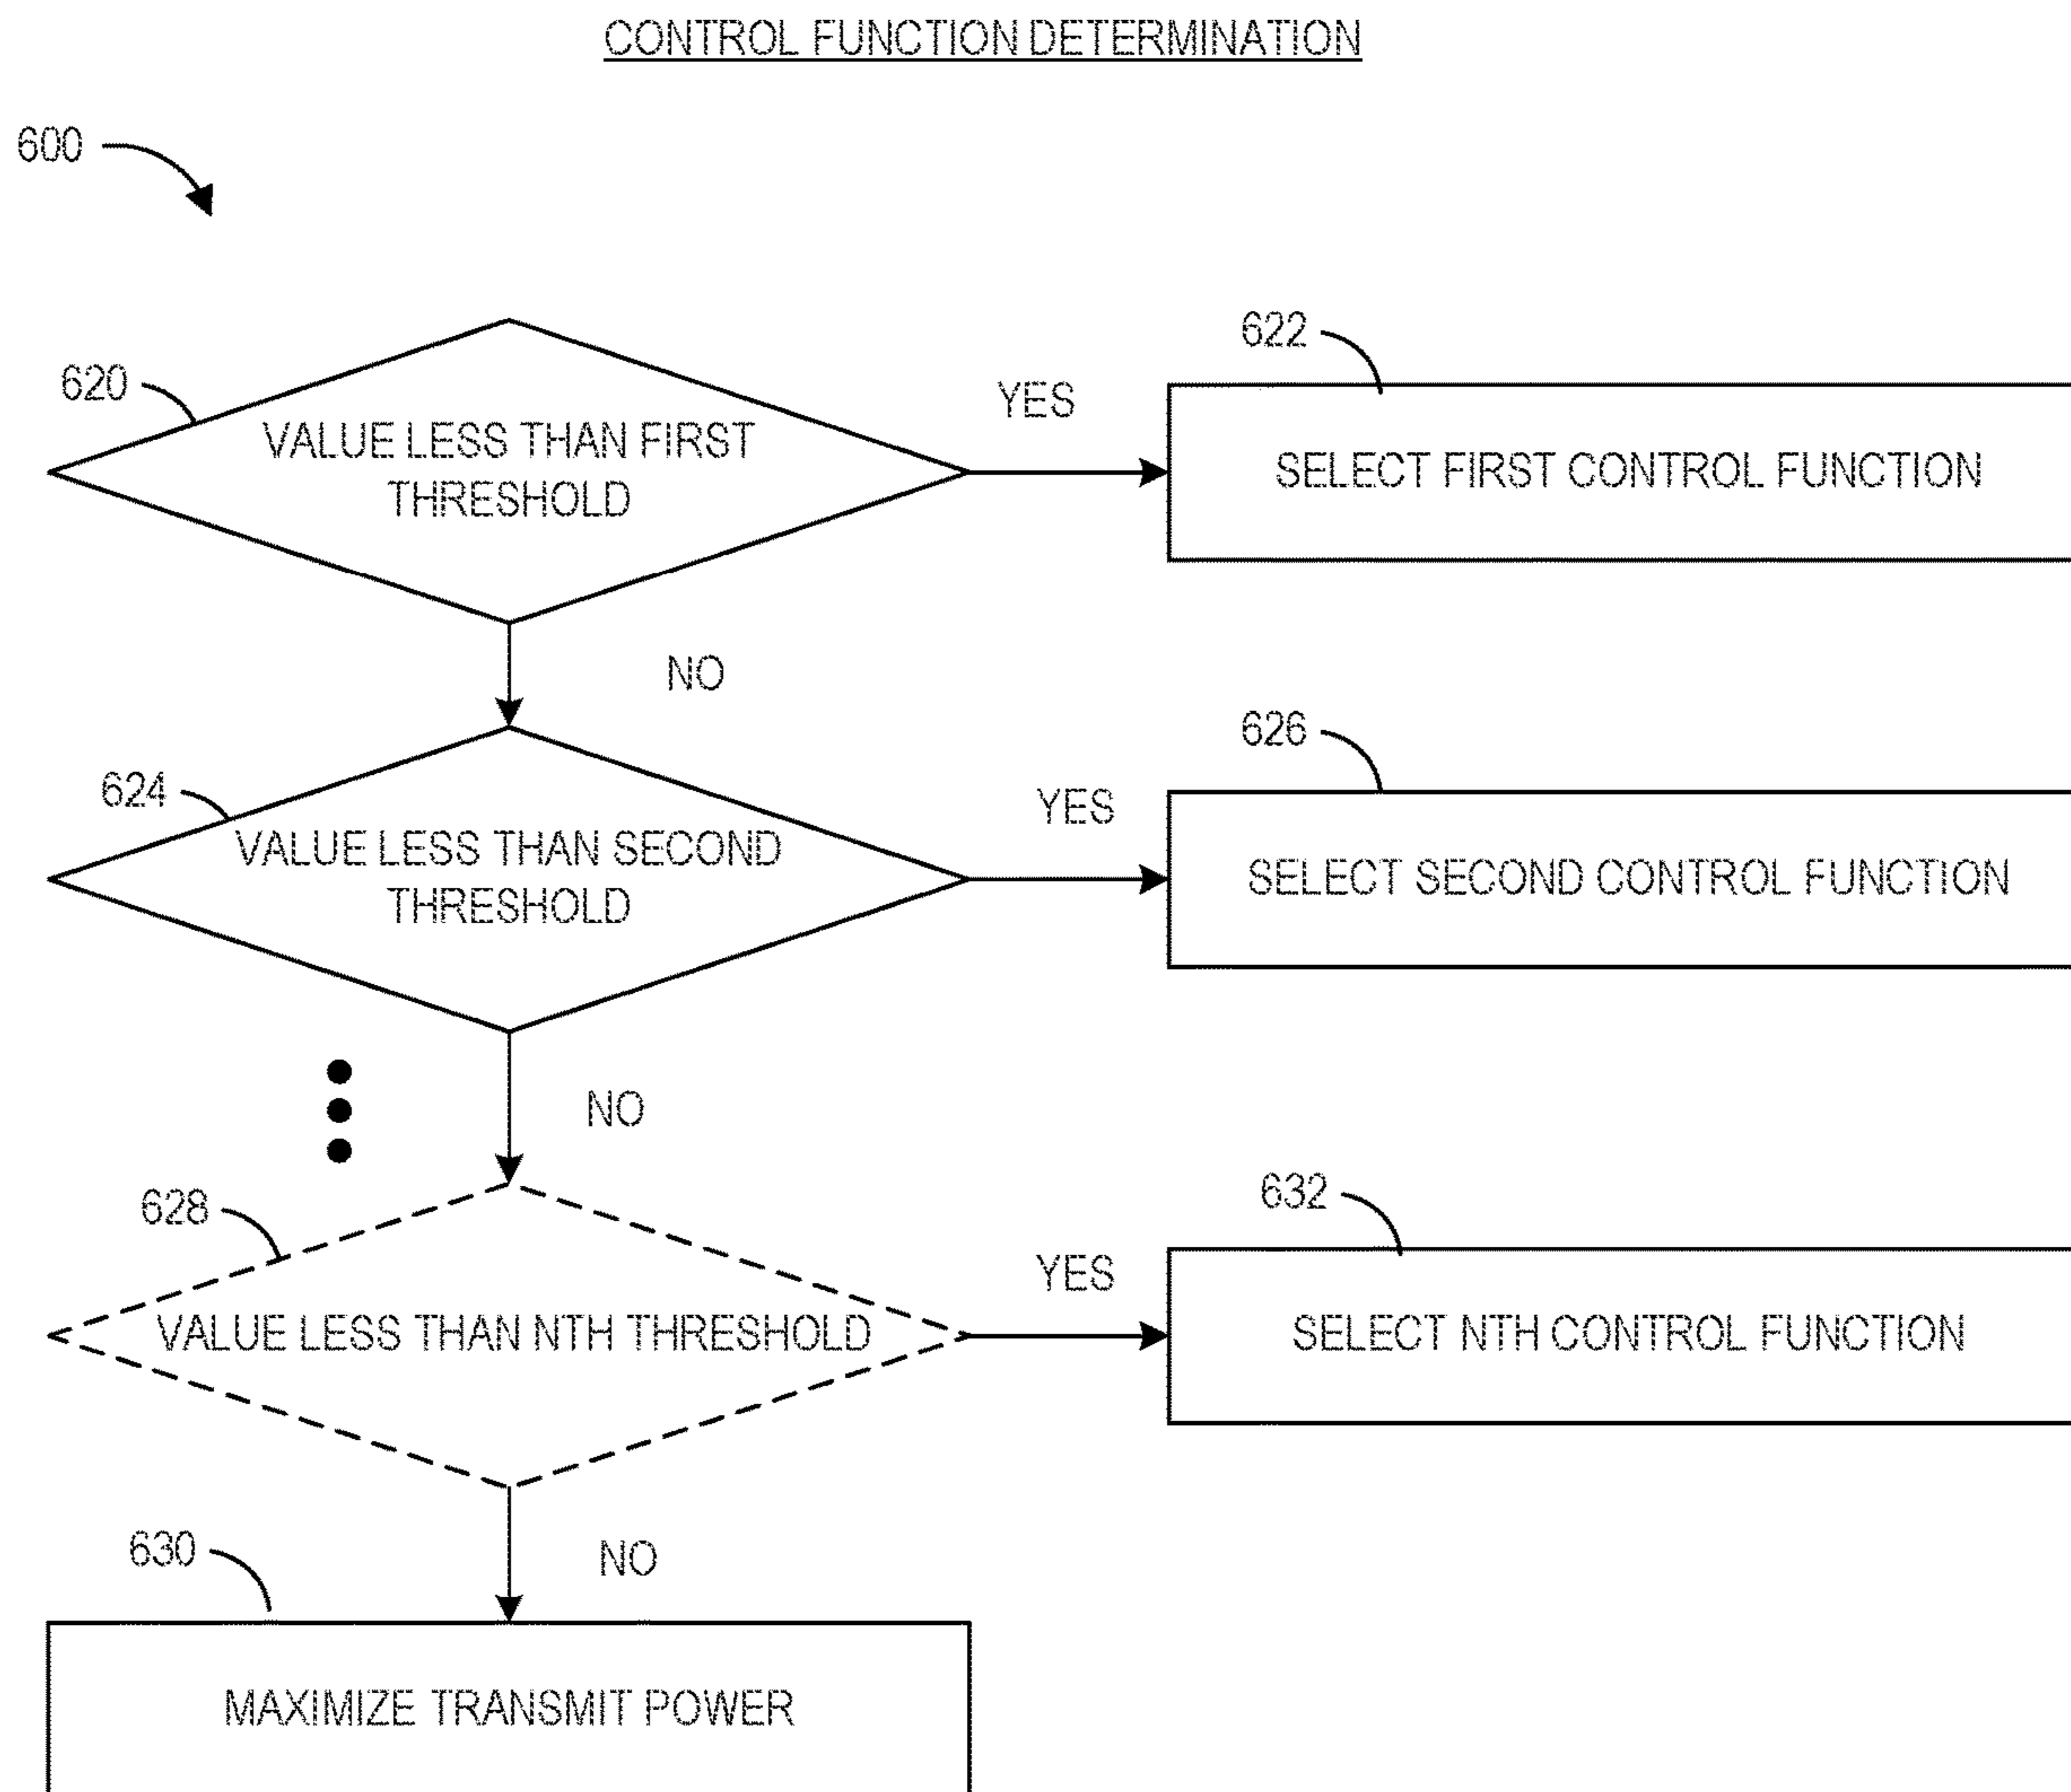 CONTROL FUNCTION DETERMINATION
600
620
VALUE LESS THAN FIRST
THRESHOLD
YES
622
SELECT FIRST CONTROL FUNCTION
NO
624
VALUE LESS THAN SECOND
THRESHOLD
YES
626
SELECT SECOND CONTROL FUNCTION
NO
628
VALUE LESS THAN NTH THRESHOLD
YES
632
SELECT NTH CONTROL FUNCTION
NO
630
MAXIMIZE TRANSMIT POWER